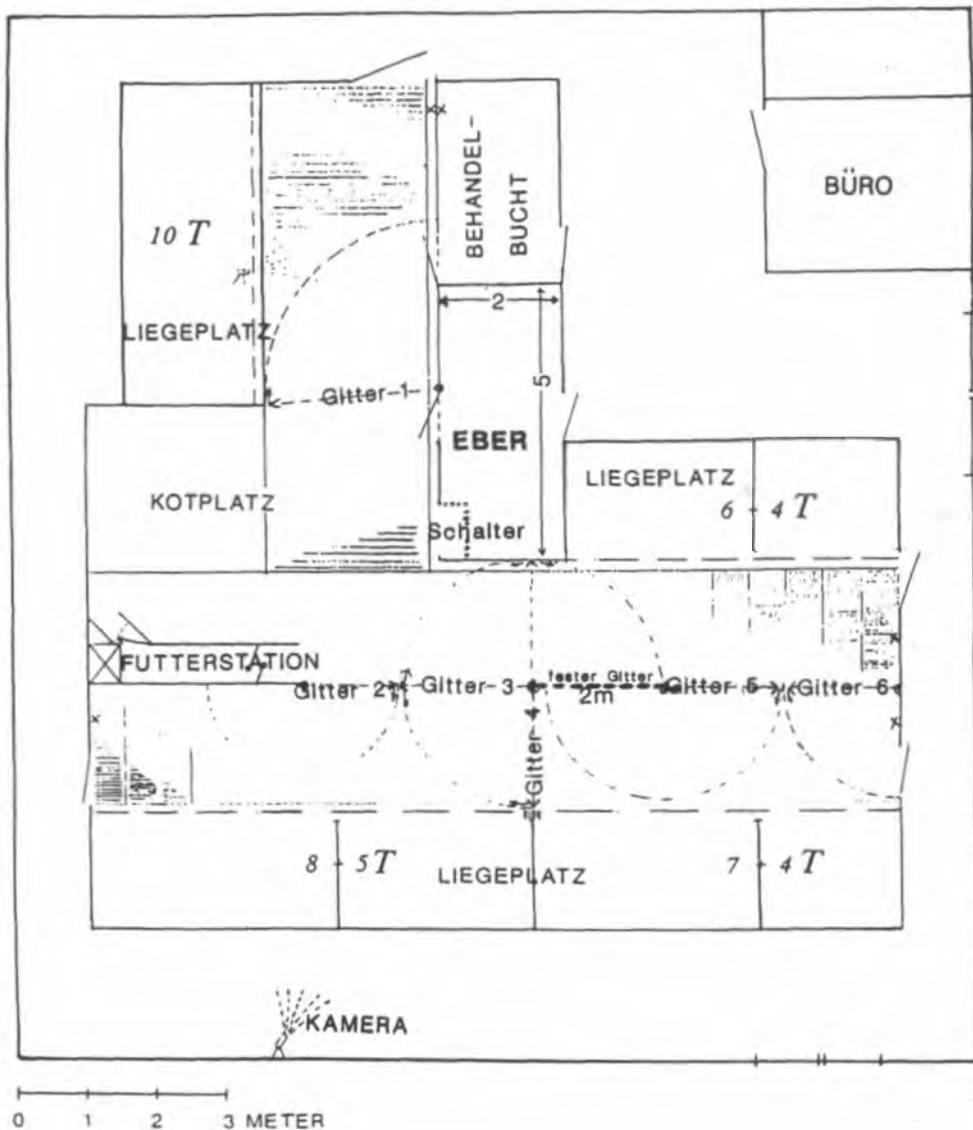 BÜRO
BEHANDEL-
BUCHT
10 T
LIEGEPLATZ
2
5
Gitter 1
EBER
KOTPLATZ
Schalter
LIEGEPLATZ
6 4 T
FUTTERSTATION
Gitter 2
Gitter 3
fester Gitter
2m
Gitter 5
Gitter 6
Gitter 4
8 5 T
LIEGEPLATZ
7 4 T
KAMERA
0 1 2 3 METER